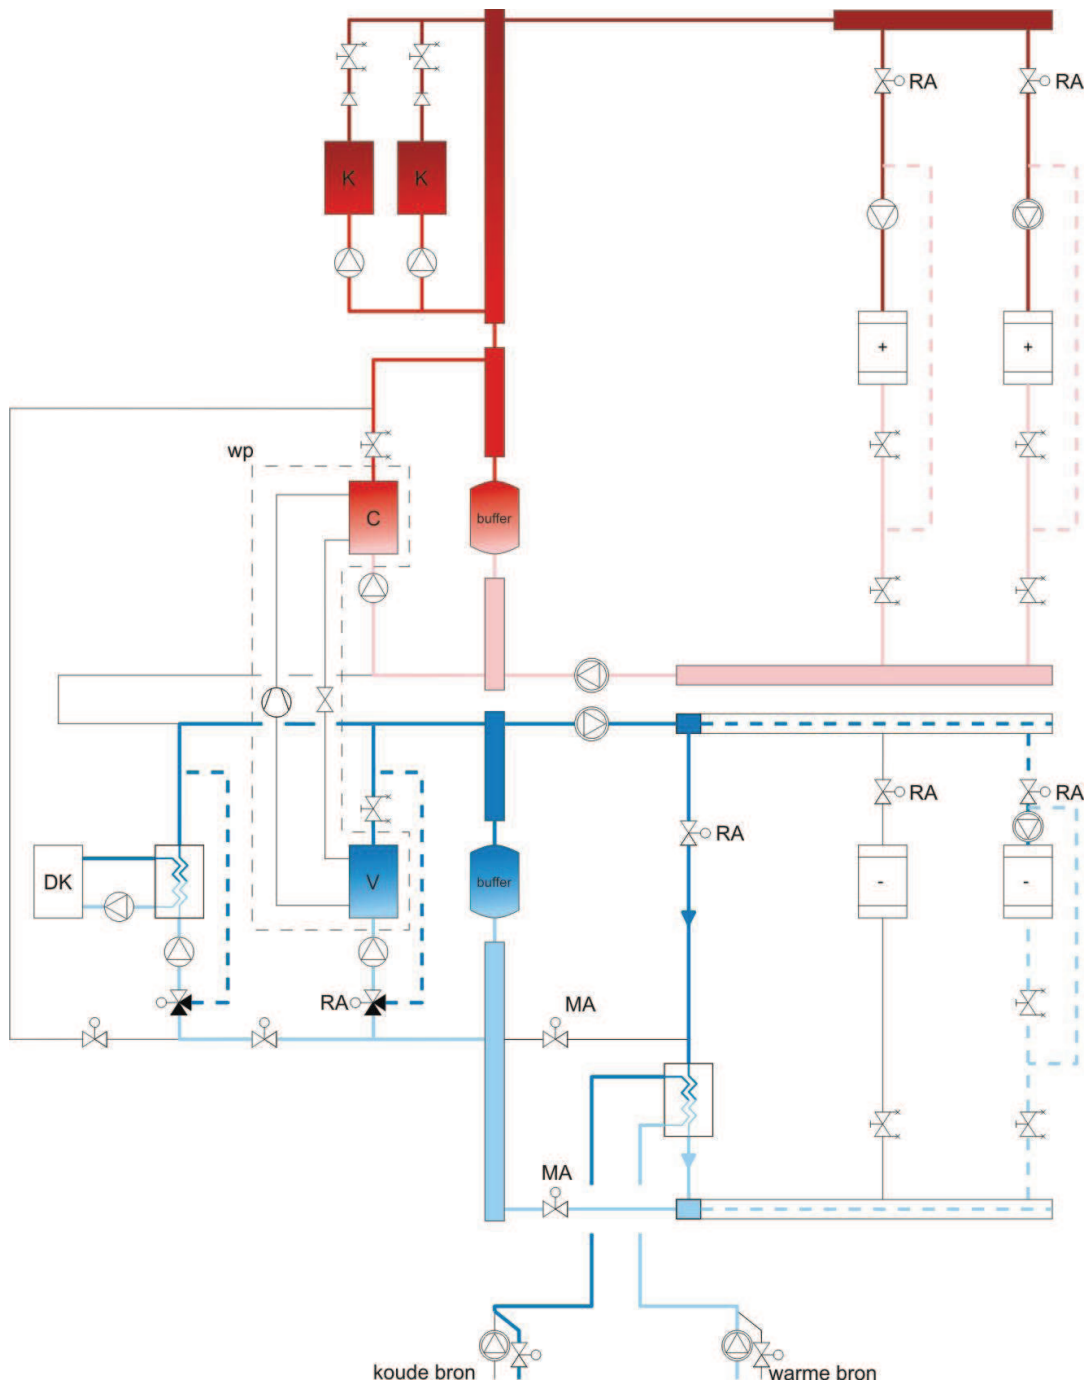 RA
RA
K
K
+
+
wp
C
buffer
RA
RA
RA
DK
V
buffer
-
-
RA
MA
MA
koude bron
warme bron